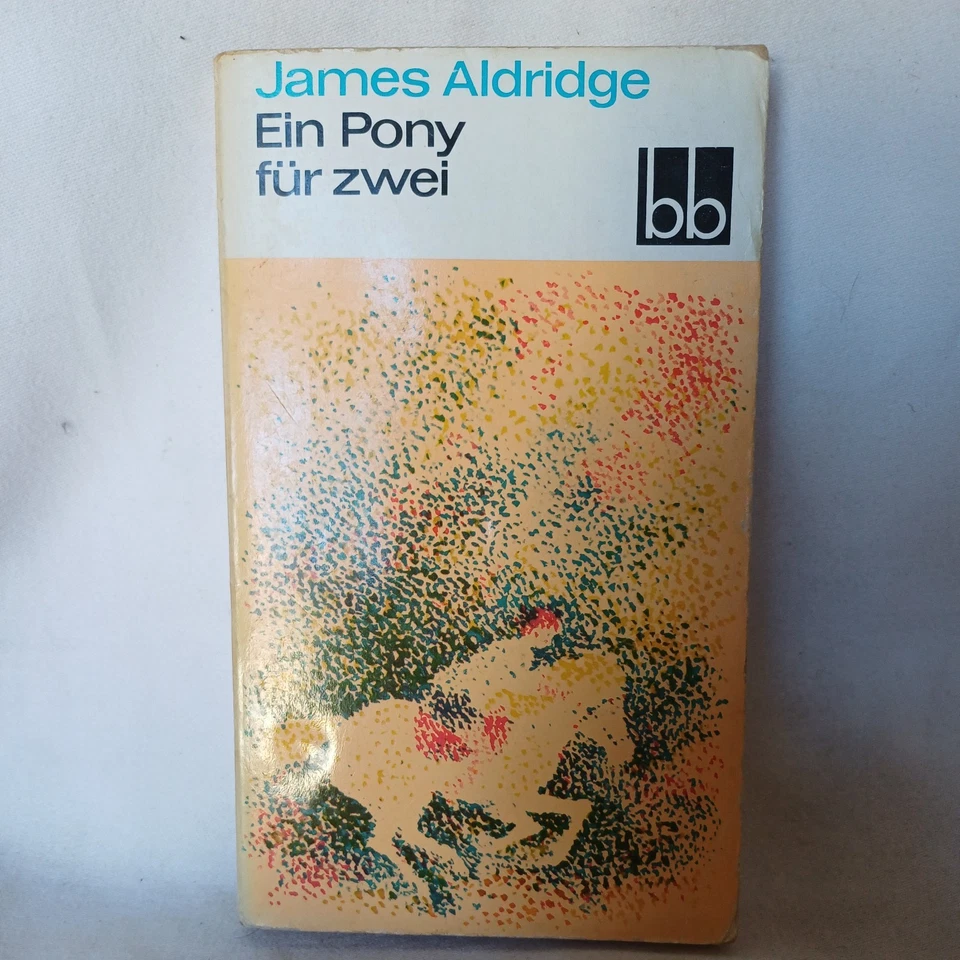 James Aldridge
Ein Pony
für zwei
bb